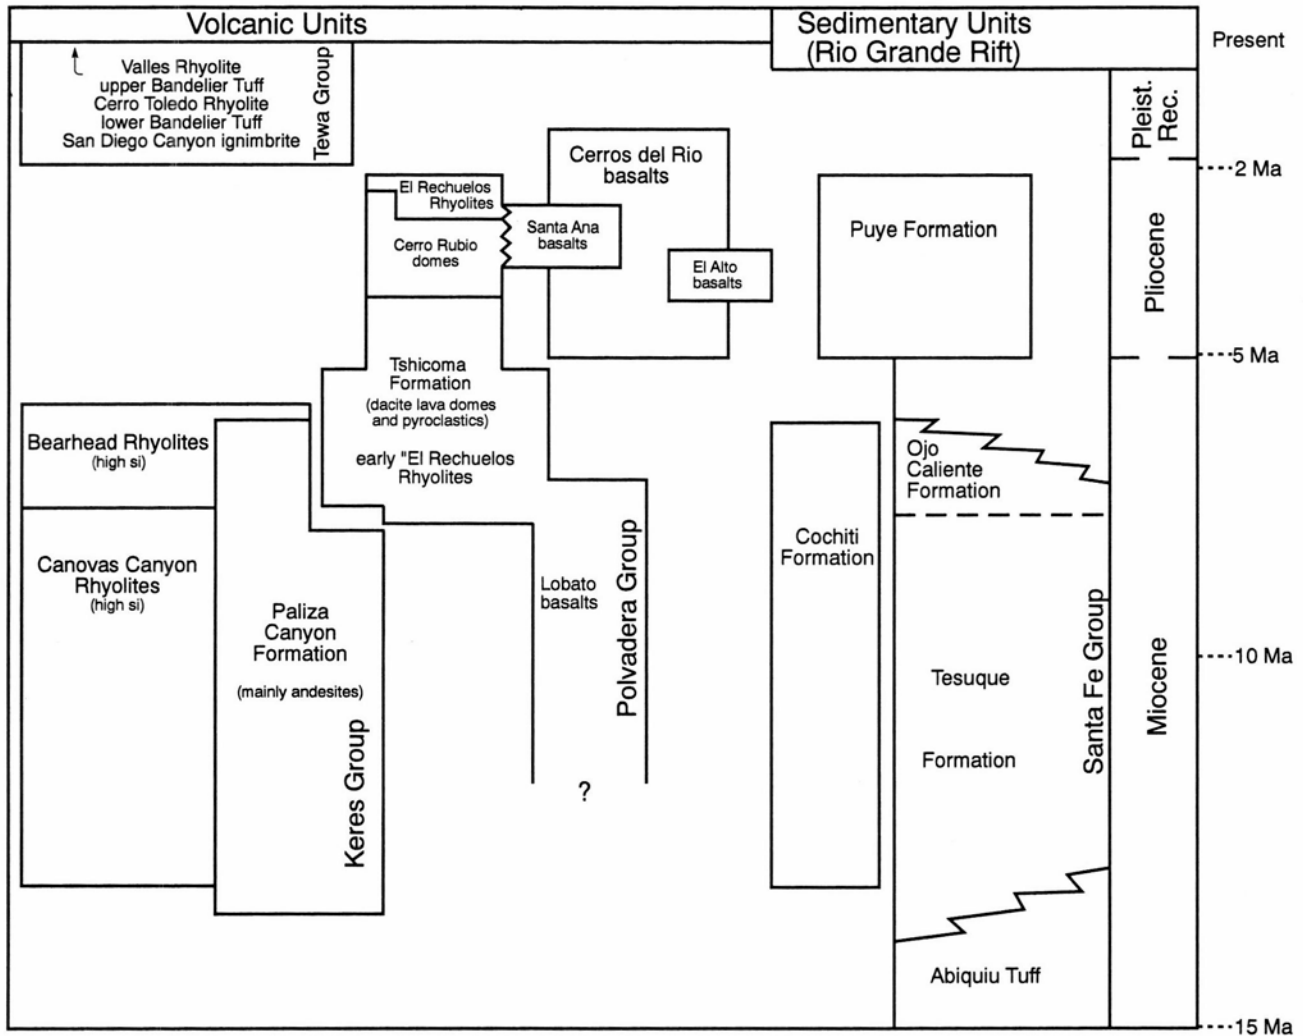 Volcanic Units
Sedimentary Units
(Rio Grande Rift)
Present
Valles Rhyolite
upper Bandelier Tuff
Cerro Toledo Rhyolite
lower Bandelier Tuff
San Diego Canyon ignimbrite
Tewa Group
Pleist.
Rec.
2 Ma
El Rechuelos
Rhyolites
Cerro Rubio
domes
Cerros del Rio
basalts
Santa Ana
basalts
El Alto
basalts
Puye Formation
Pliocene
5 Ma
Tshicoma
Formation
(dacite lava domes
and pyroclastics)
early "El Rechuelos
Rhyolites
Bearhead Rhyolites
(high si)
Canovas Canyon
Rhyolites
(high si)
Paliza
Canyon
Formation
(mainly andesites)
Keres Group
Lobato
basalts
?
Polvadera Group
Cochiti
Formation
Ojo
Caliente
Formation
Tesuque
Formation
Santa Fe Group
Miocene
10 Ma
Abiquiu Tuff
15 Ma